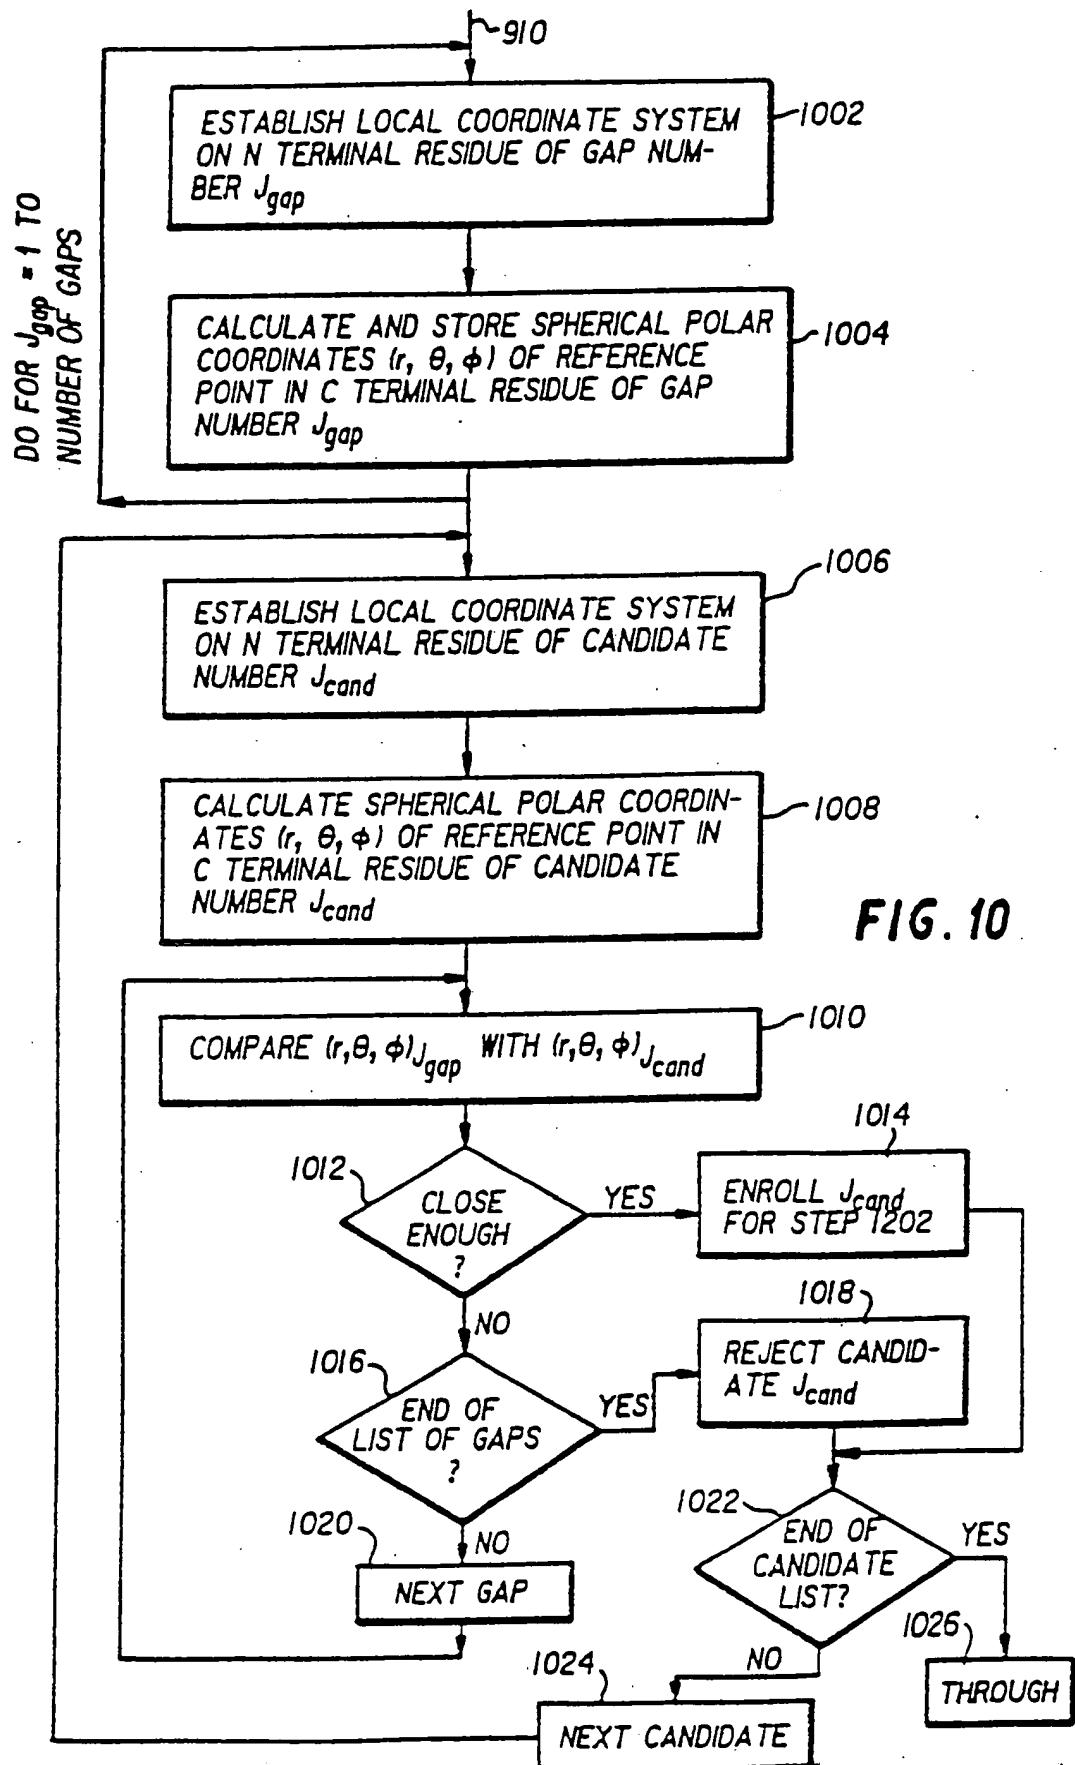 910
ESTABLISH LOCAL COORDINATE SYSTEM
ON N TERMINAL RESIDUE OF GAP NUM-
BER Jgap
1002
DO FOR Jgap = 1 TO
NUMBER OF GAPS
CALCULATE AND STORE SPHERICAL POLAR
COORDINATES (r, θ, ϕ) OF REFERENCE
POINT IN C TERMINAL RESIDUE OF GAP
NUMBER Jgap
1004
ESTABLISH LOCAL COORDINATE SYSTEM
ON N TERMINAL RESIDUE OF CANDIDATE
NUMBER Jcand
1006
CALCULATE SPHERICAL POLAR COORDIN-
ATES (r, θ, ϕ) OF REFERENCE POINT IN
C TERMINAL RESIDUE OF CANDIDATE
NUMBER Jcand
1008
FIG. 10
COMPARE (r,θ, ϕ)Jgap WITH (r,θ, ϕ)Jcand
1010
1012
CLOSE
ENOUGH
?
YES
1014
ENROLL Jcand
FOR STEP 1202
NO
1016
END OF
LIST OF GAPS
?
YES
1018
REJECT CANDID-
ATE Jcand
NO
1020
NEXT GAP
1022
END OF
CANDIDATE
LIST?
YES
1026
THROUGH
NO
1024
NEXT CANDIDATE